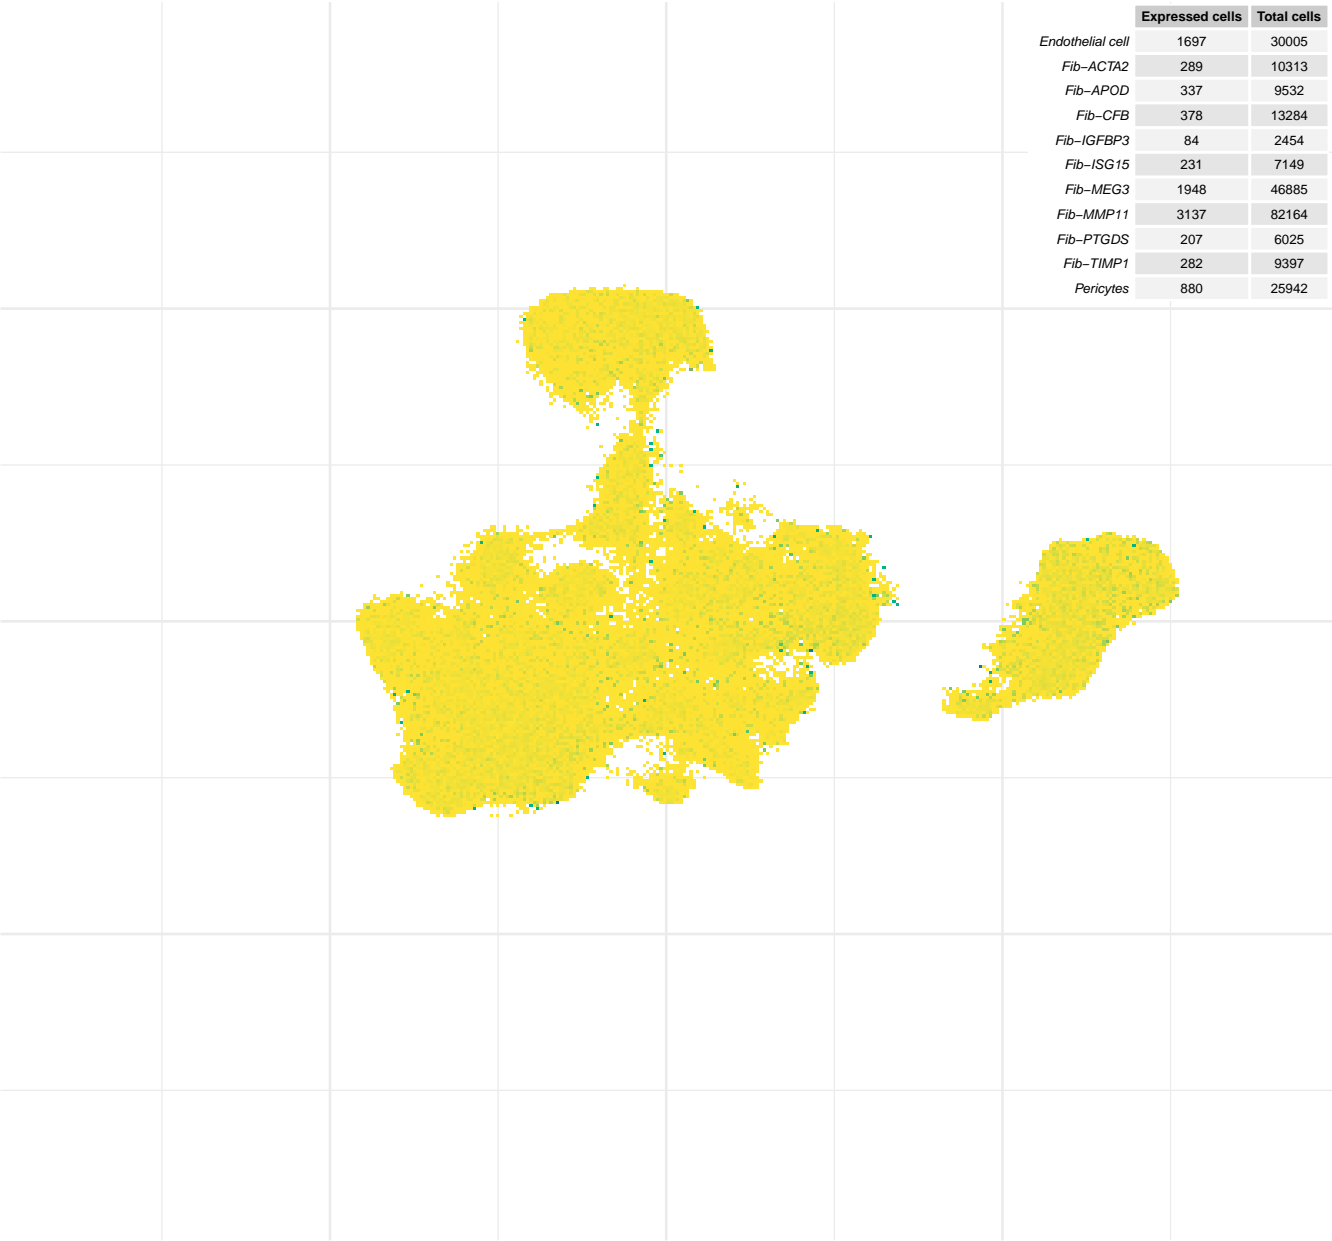 Expressed cells Total cells
Endothelial cell 1697 30005
Fib−ACTA2 289 10313
Fib−APOD 337 9532
Fib−CFB 378 13284
Fib−IGFBP3 84 2454
Fib−ISG15 231 7149
Fib−MEG3 1948 46885
Fib−MMP11 3137 82164
Fib−PTGDS 207 6025
Fib−TIMP1 282 9397
Pericytes 880 25942